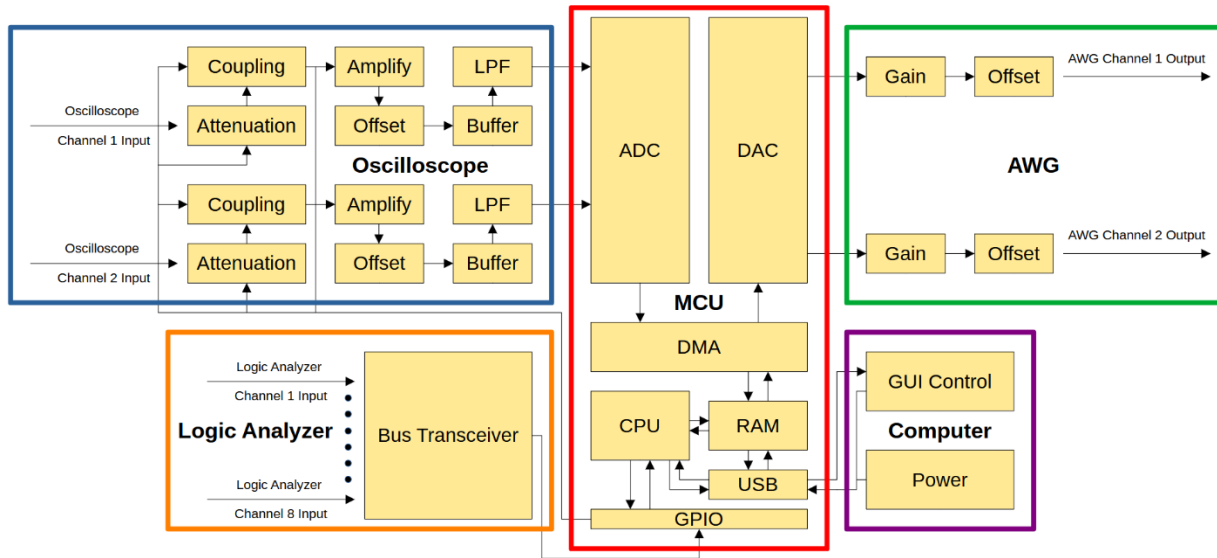 Coupling
Amplify
LPF
Oscilloscope
Channel 1 Input
Attenuation
Offset
Buffer
Oscilloscope
Coupling
Amplify
LPF
Oscilloscope
Channel 2 Input
Attenuation
Offset
Buffer
ADC
DAC
MCU
DMA
CPU
RAM
USB
GPIO
Gain
Offset
AWG Channel 1 Output
AWG
Gain
Offset
AWG Channel 2 Output
Logic Analyzer
Channel 1 Input
Logic Analyzer
Logic Analyzer
Channel 8 Input
Bus Transceiver
GUI Control
Computer
Power